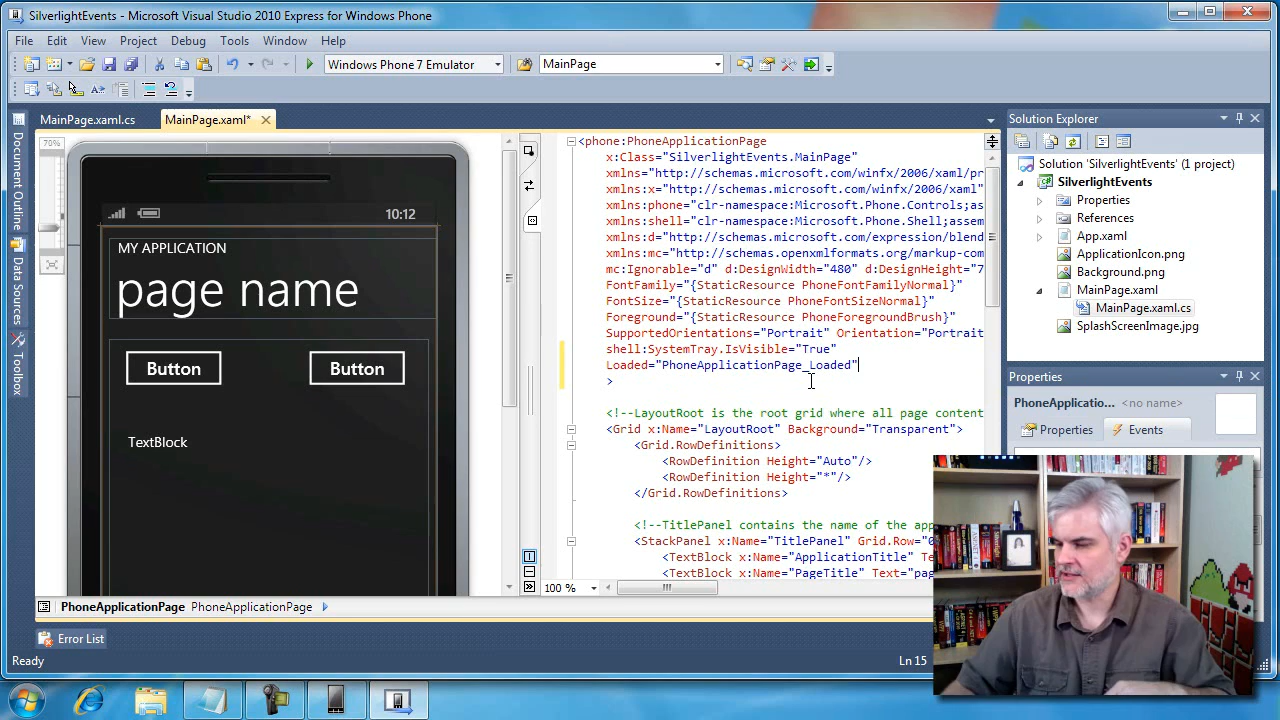 SilverlightEvents - Microsoft Visual Studio 2010 Express for Windows Phone
File Edit View Project Debug Tools Window Help
Windows Phone 7 Emulator
MainPage
MainPage.xaml.cs
MainPage.xaml*
Document Outline
Data Sources
Toolbox
70%
10:12
MY APPLICATION
page name
Button
Button
TextBlock
<phone:PhoneApplicationPage
x:Class="SilverlightEvents.MainPage"
xmlns="http://schemas.microsoft.com/winfx/2006/xaml/pr
xmlns:x="http://schemas.microsoft.com/winfx/2006/xaml"
xmlns:phone="clr-namespace:Microsoft.Phone.Controls;as
xmlns:shell="clr-namespace:Microsoft.Phone.Shell;assem
xmlns:d="http://schemas.microsoft.com/expression/blend
xmlns:mc="http://schemas.openxmlformats.org/markup-com
mc:Ignorable="d" d:DesignWidth="480" d:DesignHeight="7
FontFamily="{StaticResource PhoneFontFamilyNormal}"
FontSize="{StaticResource PhoneFontSizeNormal}"
Foreground="{StaticResource PhoneForegroundBrush}"
SupportedOrientations="Portrait" Orientation="Portrait
shell:SystemTray.IsVisible="True"
Loaded="PhoneApplicationPage_Loaded"
>
<!--LayoutRoot is the root grid where all page content
<Grid x:Name="LayoutRoot" Background="Transparent">
<Grid.RowDefinitions>
<RowDefinition Height="Auto"/>
<RowDefinition Height="*"/>
</Grid.RowDefinitions>
<!--TitlePanel contains the name of the app
<StackPanel x:Name="TitlePanel" Grid.Row="0
<TextBlock x:Name="ApplicationTitle" Te
<TextBlock x:Name="PageTitle" Text="pag
100 %
Solution Explorer
Solution 'SilverlightEvents' (1 project)
SilverlightEvents
Properties
References
App.xaml
ApplicationIcon.png
Background.png
MainPage.xaml
MainPage.xaml.cs
SplashScreenImage.jpg
Properties
PhoneApplicatio... <no name>
Properties
Events
PhoneApplicationPage PhoneApplicationPage
Error List
Ready
Ln 15